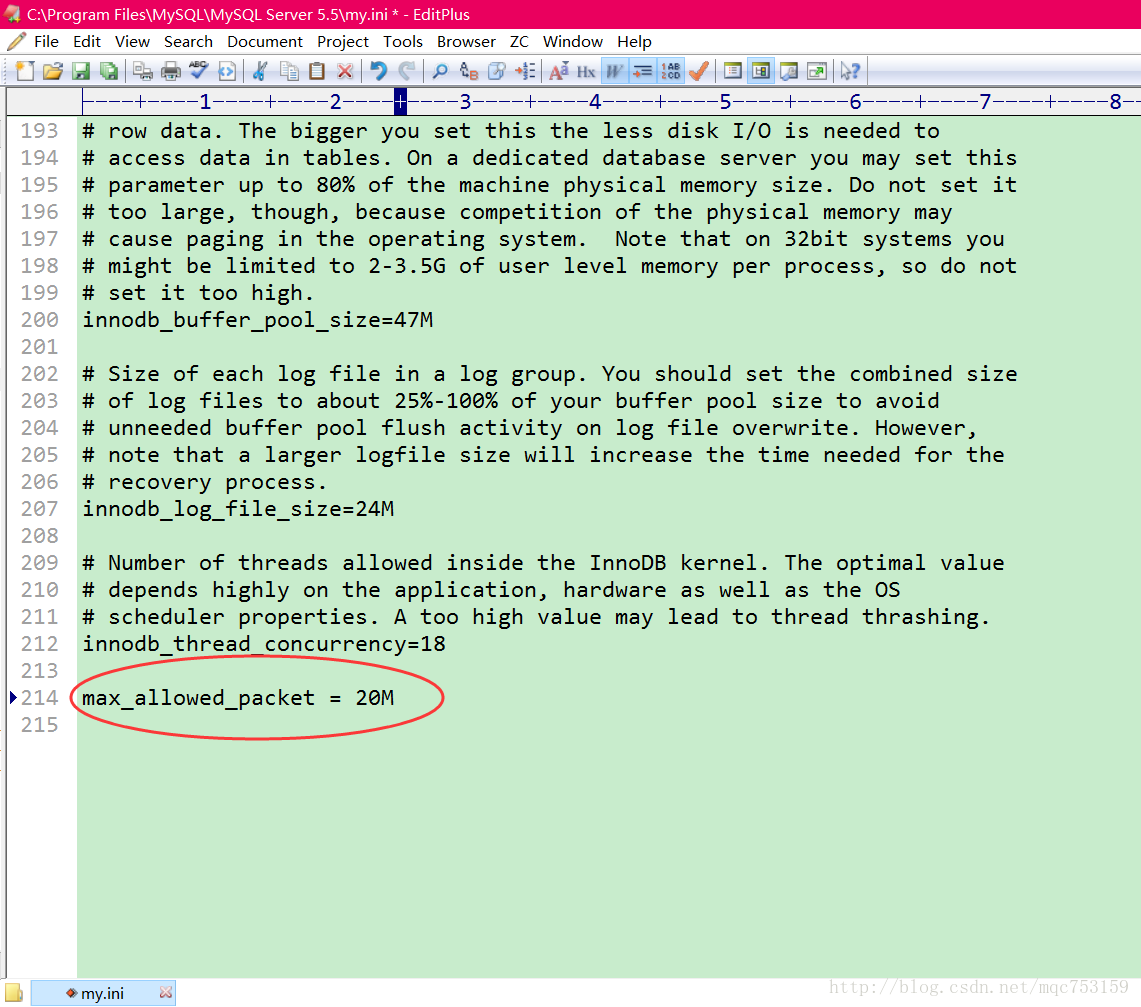 C:\Program Files\MySQL\MySQL Server 5.5\my.ini * - EditPlus
File Edit View Search Document Project Tools Browser ZC Window Help
----+----1----+----2----+----3----+----4----+----5----+----6----+----7----+----8--
193 # row data. The bigger you set this the less disk I/O is needed to
194 # access data in tables. On a dedicated database server you may set this
195 # parameter up to 80% of the machine physical memory size. Do not set it
196 # too large, though, because competition of the physical memory may
197 # cause paging in the operating system.  Note that on 32bit systems you
198 # might be limited to 2-3.5G of user level memory per process, so do not
199 # set it too high.
200 innodb_buffer_pool_size=47M
201
202 # Size of each log file in a log group. You should set the combined size
203 # of log files to about 25%-100% of your buffer pool size to avoid
204 # unneeded buffer pool flush activity on log file overwrite. However,
205 # note that a larger logfile size will increase the time needed for the
206 # recovery process.
207 innodb_log_file_size=24M
208
209 # Number of threads allowed inside the InnoDB kernel. The optimal value
210 # depends highly on the application, hardware as well as the OS
211 # scheduler properties. A too high value may lead to thread thrashing.
212 innodb_thread_concurrency=18
213
214 max_allowed_packet = 20M
215
my.ini
http://blog.csdn.net/mqc753159